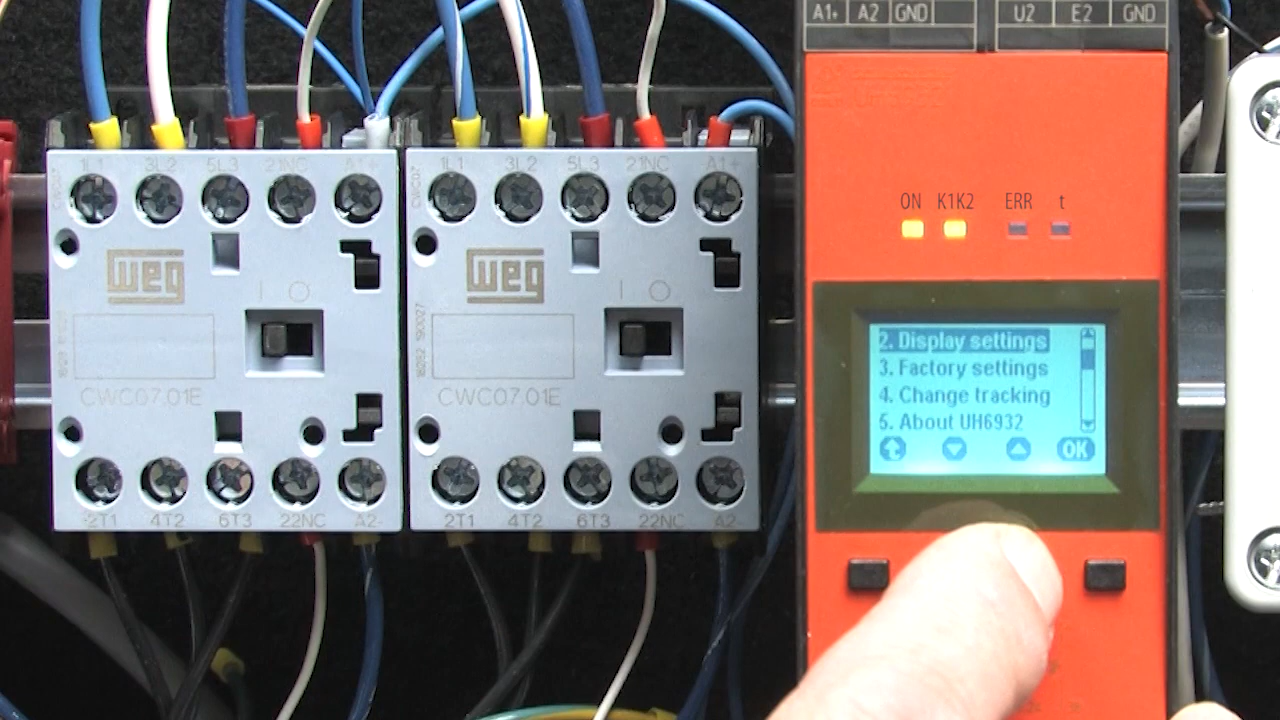 A1+ A2 GND U2 E2 GND
1L1 3L2 5L3 21NC A1+
1L1 3L2 5L3 21NC A1+
UH6932
ON K1K2 ERR t
WEG
WEG
I O
I O
2. Display settings
3. Factory settings
4. Change tracking
5. About UH6932
OK
CWC07.01E
CWC07.01E
2T1 4T2 6T3 22NC A2-
2T1 4T2 6T3 22NC A2-